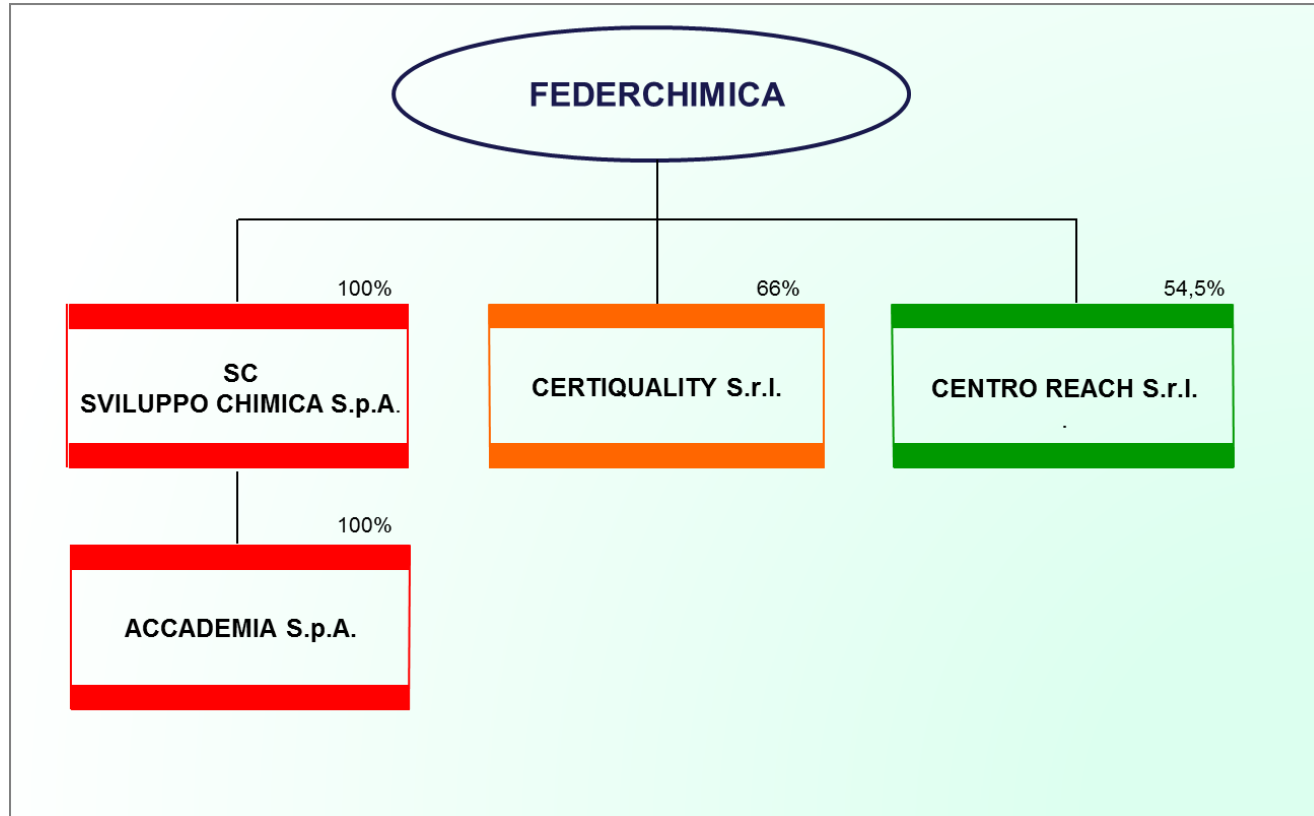 FEDERCHIMICA
100%
66%
54,5%
SC
SVILUPPO CHIMICA S.p.A.
CERTIQUALITY S.r.l.
CENTRO REACH S.r.l.
.
100%
ACCADEMIA S.p.A.